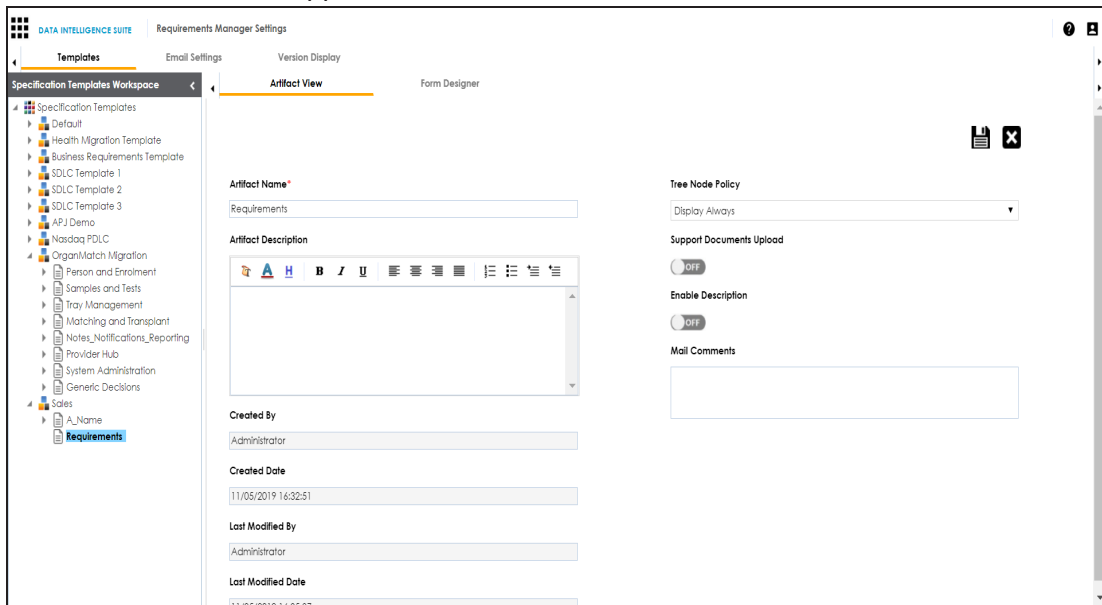 DATA INTELLIGENCE SUITE Requirements Manager Settings
Templates Email Settings Version Display
Specification Templates Workspace
Artifact View Form Designer
Specification Templates
Default
Health Migration Template
Business Requirements Template
SDLC Template 1
SDLC Template 2
SDLC Template 3
APJ Demo
Nasdaq PDLC
OrganMatch Migration
Person and Enrolment
Samples and Tests
Tray Management
Matching and Transplant
Notes_Notifications_Reporting
Provider Hub
System Administration
Generic Decisions
Sales
A_Name
Requirements
Artifact Name*
Requirements
Artifact Description
A H B I U
Created By
Administrator
Created Date
11/05/2019 16:32:51
Last Modified By
Administrator
Last Modified Date
Tree Node Policy
Display Always
Support Documents Upload
OFF
Enable Description
OFF
Mail Comments